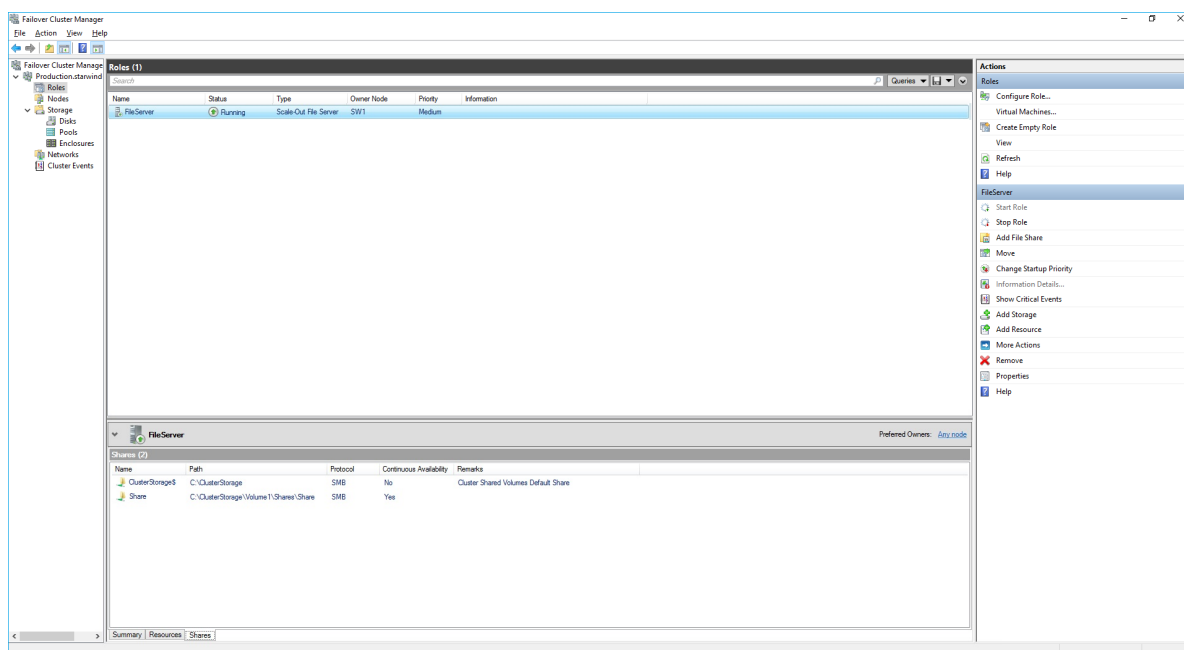 Failover Cluster Manager
File Action View Help
Failover Cluster Manage
Production.starwind
Roles
Nodes
Storage
Disks
Pools
Enclosures
Networks
Cluster Events
Roles (1)
Search
Queries
Name Status Type Owner Node Priority Information
FileServer Running Scale-Out File Server SW1 Medium
FileServer
Preferred Owners: Any node
Shares (2)
Name Path Protocol Continuous Availability Remarks
ClusterStorage$ C:\ClusterStorage SMB No Cluster Shared Volumes Default Share
Share C:\ClusterStorage\Volume1\Shares\Share SMB Yes
Summary Resources Shares
Actions
Roles
Configure Role...
Virtual Machines...
Create Empty Role
View
Refresh
Help
FileServer
Start Role
Stop Role
Add File Share
Move
Change Startup Priority
Information Details...
Show Critical Events
Add Storage
Add Resource
More Actions
Remove
Properties
Help